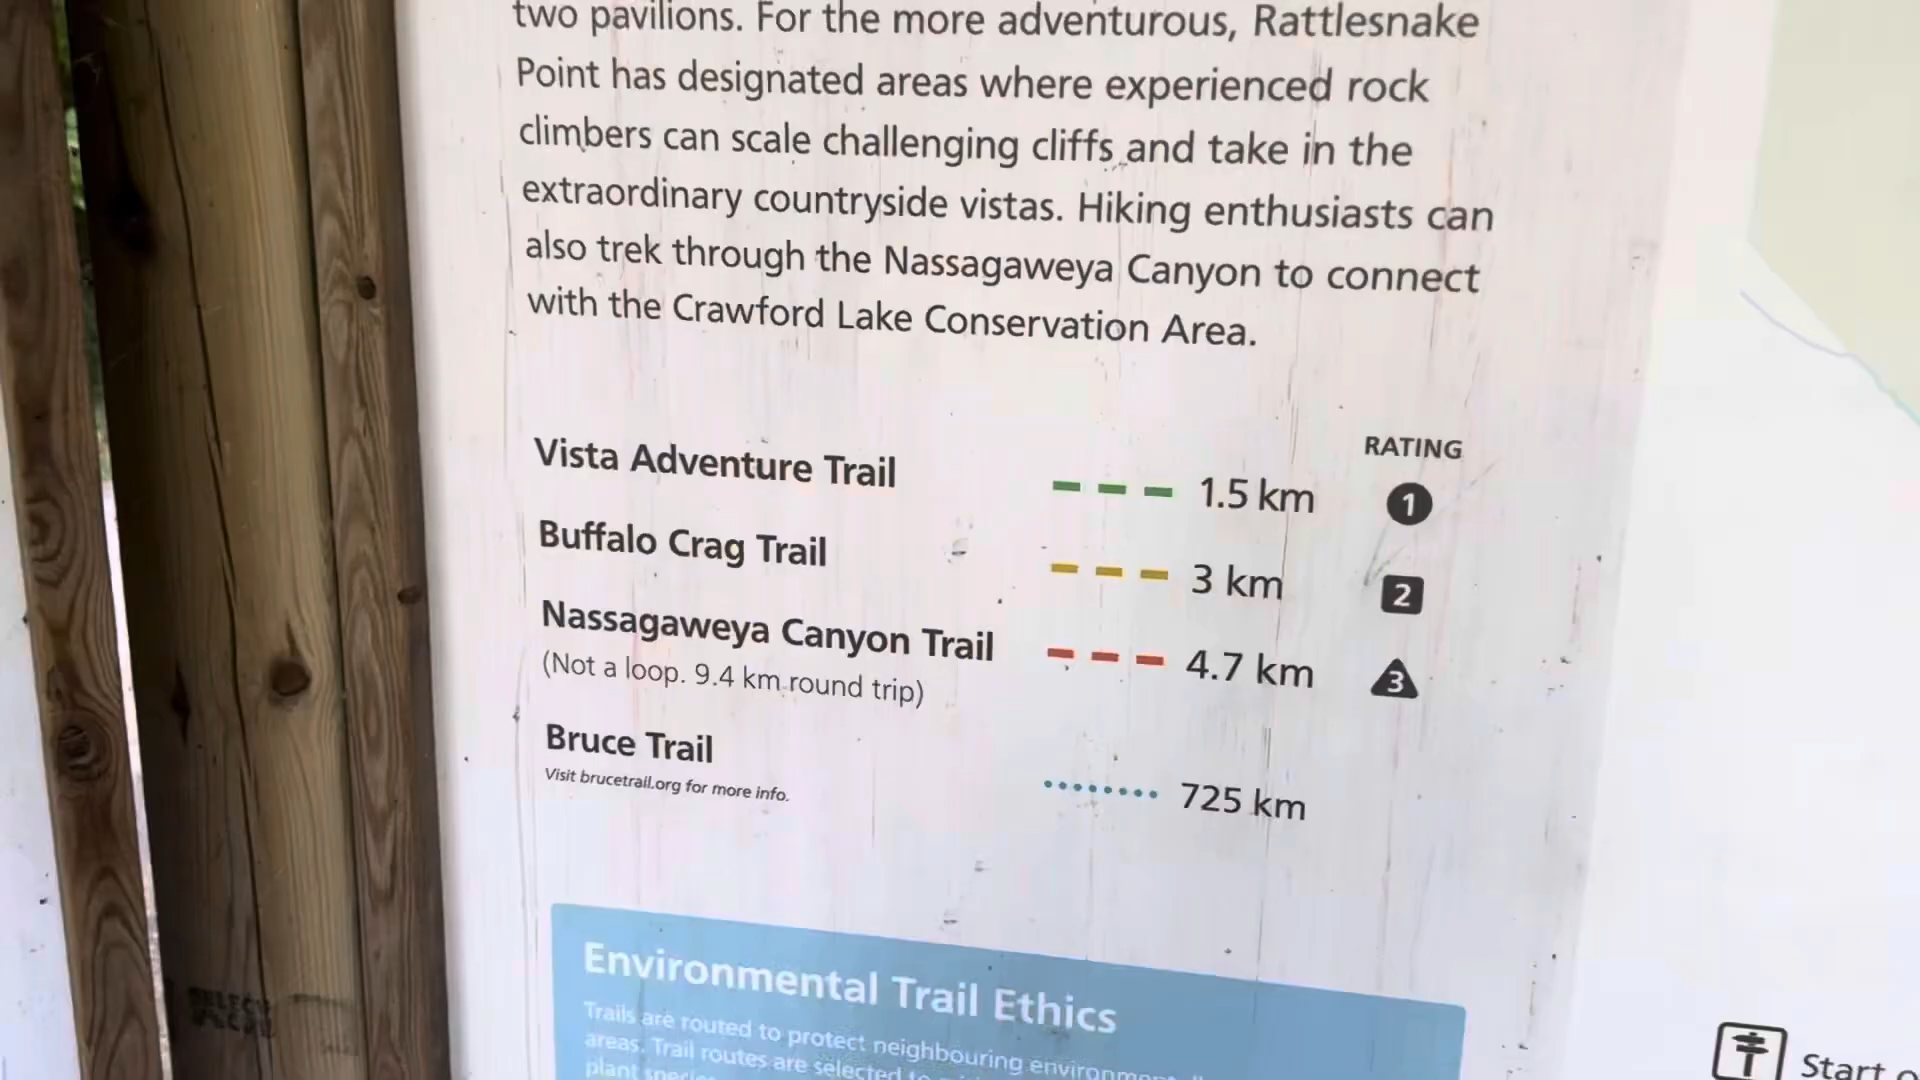 two pavilions. For the more adventurous, Rattlesnake
Point has designated areas where experienced rock
climbers can scale challenging cliffs and take in the
extraordinary countryside vistas. Hiking enthusiasts can
also trek through the Nassagaweya Canyon to connect
with the Crawford Lake Conservation Area.
RATING
Vista Adventure Trail 1.5 km 1
Buffalo Crag Trail 3 km 2
Nassagaweya Canyon Trail 4.7 km 3
(Not a loop. 9.4 km round trip)
Bruce Trail 725 km
Visit brucetrail.org for more info.
Environmental Trail Ethics
Trails are routed to protect neighbouring
areas. Trail routes are selected to
plant
Start